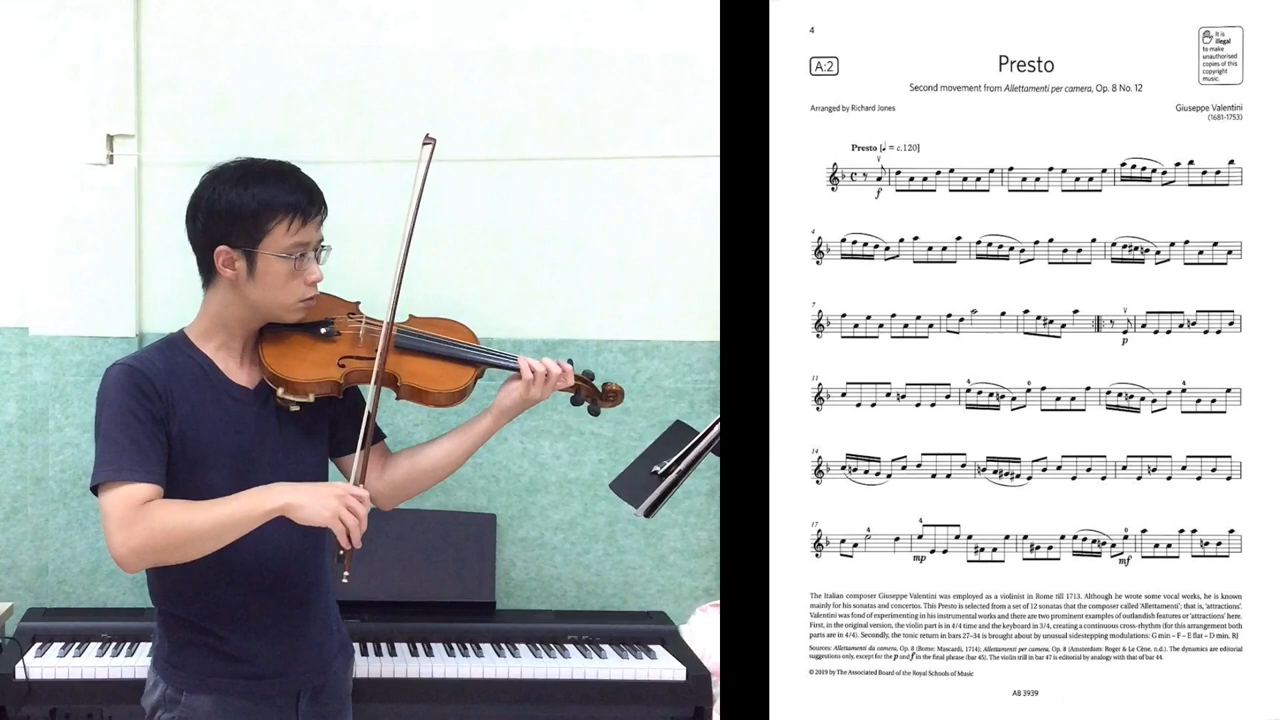 4
It is
illegal
to make
unauthorised
copies of this
copyright
music.
A:2
Presto
Second movement from Allettamenti per camera, Op. 8 No. 12
Arranged by Richard Jones
Giuseppe Valentini
(1681-1753)
Presto [♩ = c.120]
f
4
7
p
11
4 0 4
14
17
4 4 0
mp mf
The Italian composer Giuseppe Valentini was employed as a violinist in Rome till 1713. Although he wrote some vocal works, he is known
mainly for his sonatas and concertos. This Presto is selected from a set of 12 sonatas that the composer called 'Allettamenti'; that is, 'attractions'.
Valentini was fond of experimenting in his instrumental works and there are two prominent examples of outlandish features or 'attractions' here.
First, in the original version, the violin part is in 4/4 time and the keyboard in 3/4, creating a continuous cross-rhythm (for this arrangement both
parts are in 4/4). Secondly, the tonic return in bars 27–34 is brought about by unusual sidestepping modulations: G min – F – E flat – D min. RJ
Sources: Allettamenti da camera, Op. 8 (Rome: Mascardi, 1714); Allettamenti per camera, Op. 8 (Amsterdam: Roger & Le Cène, n.d.). The dynamics are editorial
suggestions only, except for the p and f in the final phrase (bar 45). The violin trill in bar 47 is editorial by analogy with that of bar 44.
© 2019 by The Associated Board of the Royal Schools of Music
AB 3939